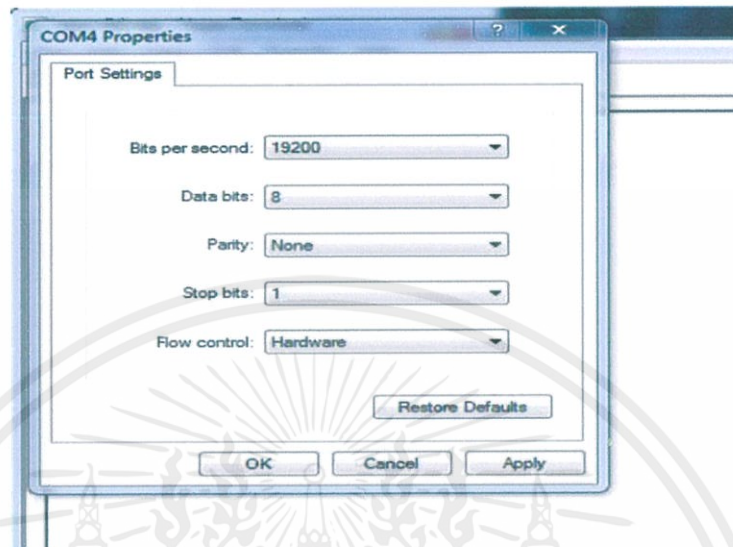 COM4 Properties
Port Settings
Bits per second: 19200
Data bits: 8
Parity: None
Stop bits: 1
Flow control: Hardware
Restore Defaults
OK Cancel Apply